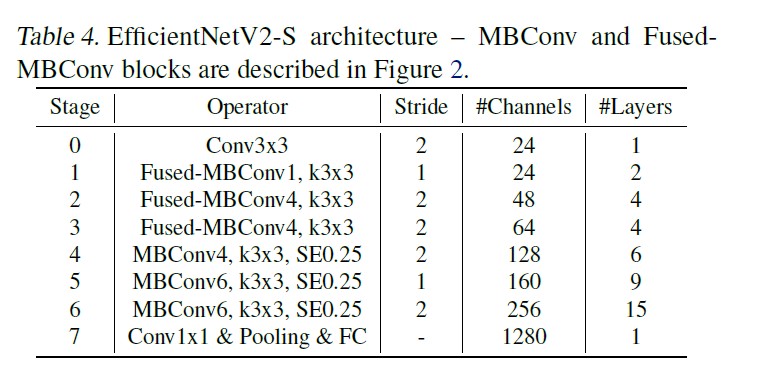 Table 4. EfficientNetV2-S architecture – MBConv and Fused-
MBConv blocks are described in Figure 2.
Stage Operator Stride #Channels #Layers
0 Conv3x3 2 24 1
1 Fused-MBConv1, k3x3 1 24 2
2 Fused-MBConv4, k3x3 2 48 4
3 Fused-MBConv4, k3x3 2 64 4
4 MBConv4, k3x3, SE0.25 2 128 6
5 MBConv6, k3x3, SE0.25 1 160 9
6 MBConv6, k3x3, SE0.25 2 256 15
7 Conv1x1 & Pooling & FC - 1280 1